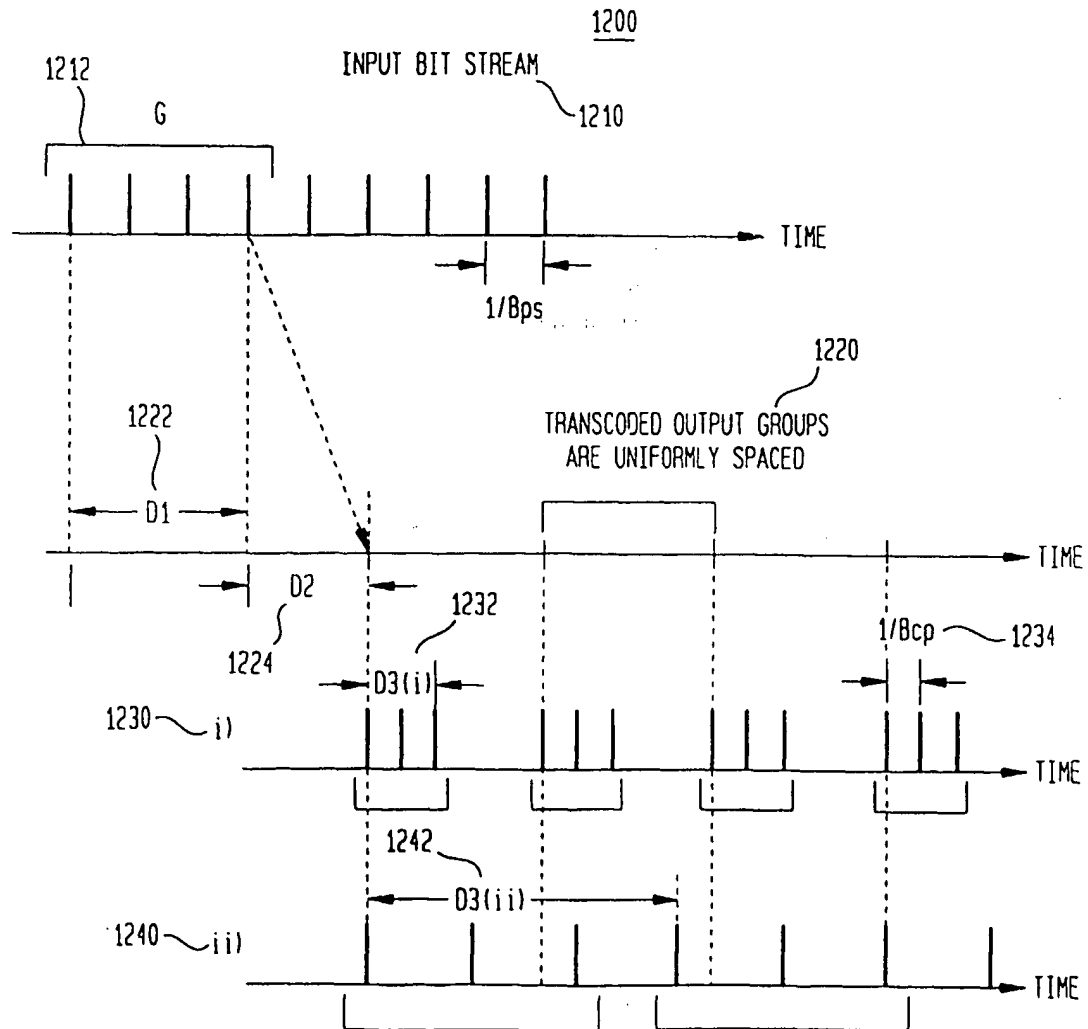 1200
1212
INPUT BIT STREAM
1210
G
TIME
1/Bps
1220
1222
TRANSCODED OUTPUT GROUPS
ARE UNIFORMLY SPACED
D1
TIME
D2
1232
1224
1/Bcp
1234
D3(i)
1230
i)
TIME
1242
D3(ii)
1240
ii)
TIME